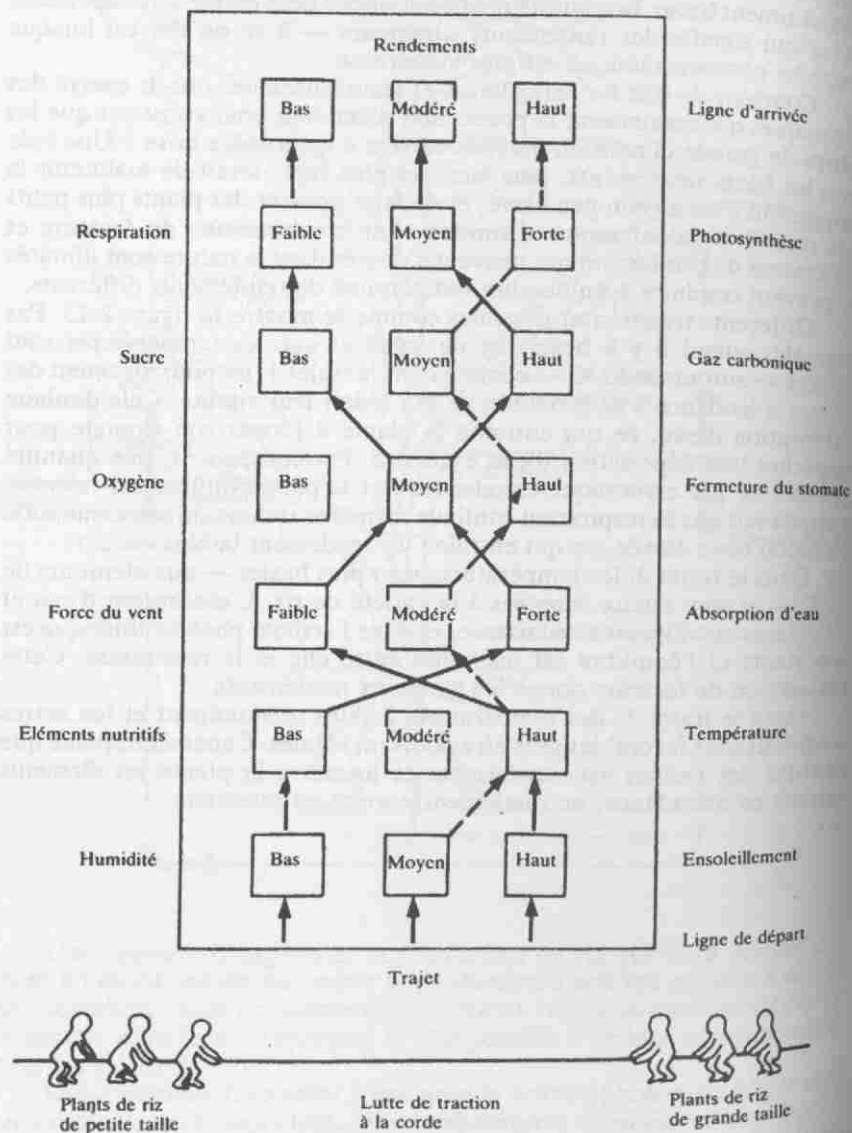 Rendements
Bas Modéré Haut Ligne d'arrivée
Respiration Faible Moyen Forte Photosynthèse
Sucre Bas Moyen Haut Gaz carbonique
Oxygène Bas Moyen Haut Fermeture du stomate
Force du vent Faible Modéré Forte Absorption d'eau
Eléments nutritifs Bas Modéré Haut Température
Humidité Bas Moyen Haut Ensoleillement
Ligne de départ
Trajet
Plants de riz
de petite taille
Lutte de traction
à la corde
Plants de riz
de grande taille